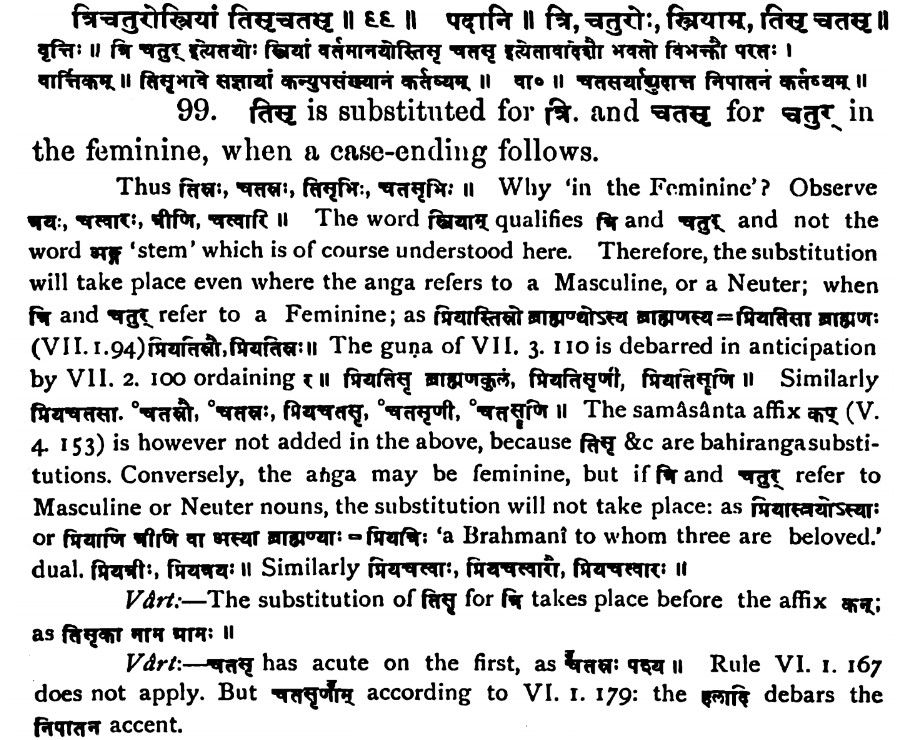 त्रिचतुरोस्त्रियां तिसृचतसृ ॥ ९९ ॥ पदानि ॥ त्रि, चतुरोः, स्त्रियाम्, तिसृ चतसृ ॥
वृत्तिः ॥ त्रि चतुर् इत्येतयोः स्त्रियां वर्तमानयोस्तिसृ चतसृ इत्येतावादेशौ भवतो विभक्तौ परतः ।
वार्त्तिकम् ॥ तिसृभावे सञ्ज्ञायां कन्युपसंख्यानं कर्तव्यम् ॥ वा० ॥ चतसर्याद्युदात्त निपातनं कर्तव्यम् ॥
99. तिसृ is substituted for त्रि. and चतसृ for चतुर् in
the feminine, when a case-ending follows.
Thus तिस्रः, चतस्रः, तिसृभिः, चतसृभिः ॥ Why 'in the Feminine'? Observe
त्रयः, चत्वारः, त्रीणि, चत्वारि ॥ The word स्त्रियाम् qualifies त्रि and चतुर् and not the
word अङ्ग 'stem' which is of course understood here. Therefore, the substitution
will take place even where the anga refers to a Masculine, or a Neuter; when
त्रि and चतुर् refer to a Feminine; as प्रियास्तिस्रो ब्राह्मण्योऽस्य ब्राह्मणस्य = प्रियतिसा ब्राह्मणः
(VII. 1. 94) प्रियतिस्रौ, प्रियतिस्रः ॥ The guṇa of VII. 3. 110 is debarred in anticipation
by VII. 2. 100 ordaining र ॥ प्रियतिसृ ब्राह्मणकुलं, प्रियतिसृणी, प्रियतिसॄणि ॥ Similarly
प्रियचतसा. °चतस्रौ, °चतस्रः, प्रियचतसृ, °चतसृणी, °चतसॄणि ॥ The samâsânta affix कप् (V.
4. 153) is however not added in the above, because तिसृ &c are bahirangasubsti-
tutions. Conversely, the aṅga may be feminine, but if त्रि and चतुर् refer to
Masculine or Neuter nouns, the substitution will not take place: as प्रियास्त्रयोऽस्याः
or प्रियाणि त्रीणि वा अस्या ब्राह्मण्याः = प्रियत्रिः 'a Brahmanî to whom three are beloved.'
dual. प्रियत्रीः, प्रियत्रयः ॥ Similarly प्रियचत्वाः, प्रियचत्वारौ, प्रियचत्वारः ॥
Vârt:—The substitution of तिसृ for त्रि takes place before the affix कन्;
as तिसृका नाम ग्रामः ॥
Vârt:—चतसृ has acute on the first, as चतस्रः पश्य ॥ Rule VI. 1. 167
does not apply. But चतसृणाम् according to VI. 1. 179: the हलादि debars the
निपातन accent.